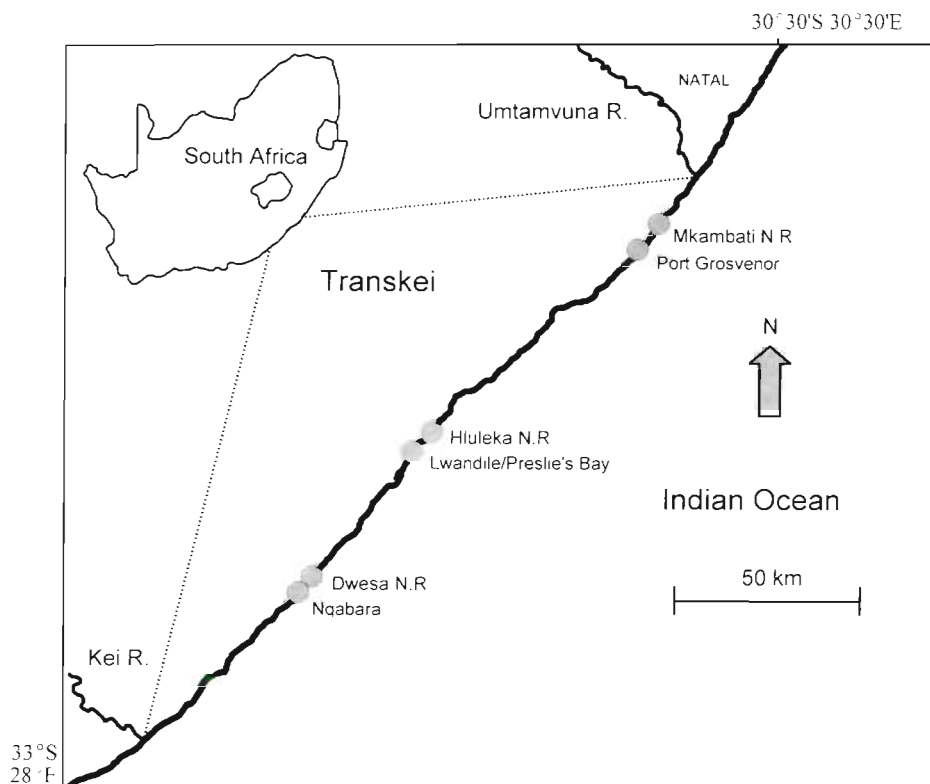 30°30'S 30°30'E
NATAL
Umtamvuna R.
South Africa
Mkambati N R
Port Grosvenor
Transkei
N
Hluleka N.R
Lwandile/Preslie's Bay
Indian Ocean
50 km
Dwesa N.R
Nqabara
Kei R.
33°S
28°E